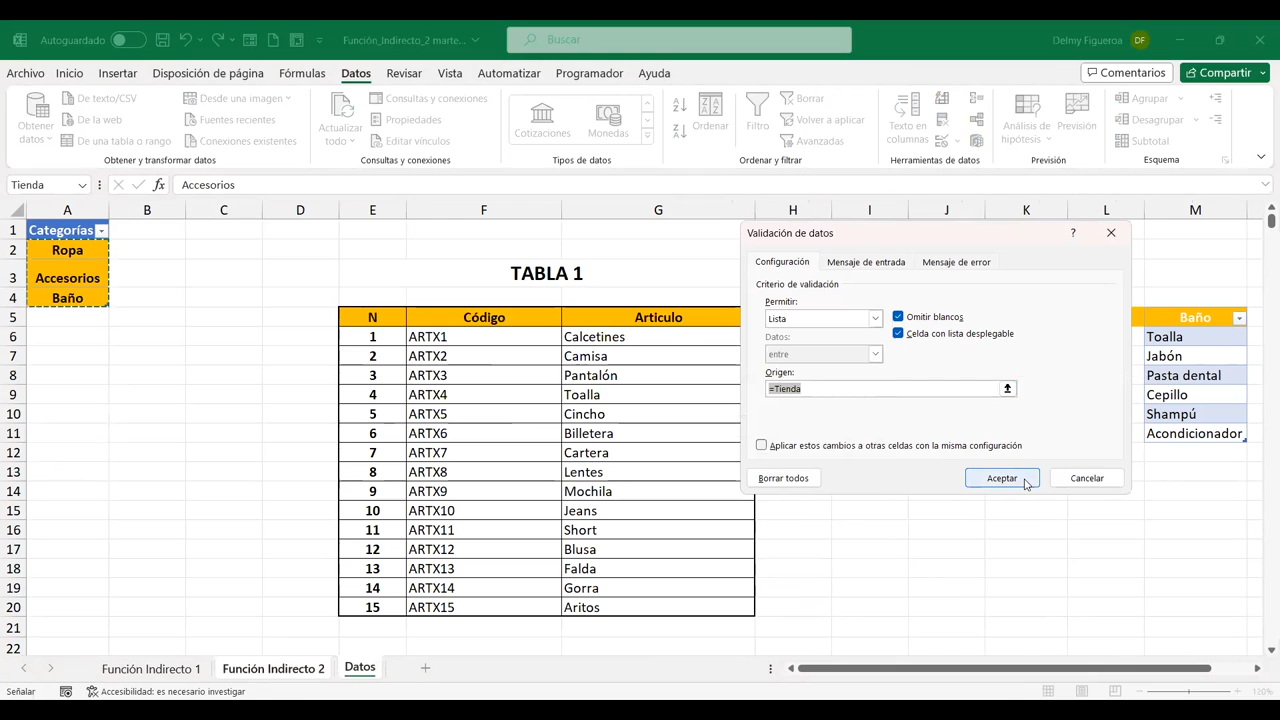 Autoguardado
Función_Indirecto_2 marte...
Buscar
Delmy Figueroa
DF
Archivo Inicio Insertar Disposición de página Fórmulas Datos Revisar Vista Automatizar Programador Ayuda
Comentarios
Compartir
Obtener datos
De texto/CSV
De la web
De una tabla o rango
Desde una imagen
Fuentes recientes
Conexiones existentes
Obtener y transformar datos
Actualizar todo
Consultas y conexiones
Propiedades
Editar vínculos
Consultas y conexiones
Cotizaciones
Monedas
Tipos de datos
Ordenar
Filtro
Borrar
Volver a aplicar
Avanzadas
Ordenar y filtrar
Texto en columnas
Herramientas de datos
Análisis de hipótesis
Previsión
Previsión
Agrupar
Desagrupar
Subtotal
Esquema
Tienda
fx
Accesorios
A B C D E F G H I J K L M
1 Categorías
2 Ropa
3 Accesorios
4 Baño
TABLA 1
5 N Código Articulo Baño
6 1 ARTX1 Calcetines Toalla
7 2 ARTX2 Camisa Jabón
8 3 ARTX3 Pantalón Pasta dental
9 4 ARTX4 Toalla Cepillo
10 5 ARTX5 Cincho Shampú
11 6 ARTX6 Billetera Acondicionador
12 7 ARTX7 Cartera
13 8 ARTX8 Lentes
14 9 ARTX9 Mochila
15 10 ARTX10 Jeans
16 11 ARTX11 Short
17 12 ARTX12 Blusa
18 13 ARTX13 Falda
19 14 ARTX14 Gorra
20 15 ARTX15 Aritos
21
22
Validación de datos
?
Configuración Mensaje de entrada Mensaje de error
Criterio de validación
Permitir:
Lista
Omitir blancos
Celda con lista desplegable
Datos:
entre
Origen:
=Tienda
Aplicar estos cambios a otras celdas con la misma configuración
Borrar todos
Aceptar
Cancelar
Función Indirecto 1 Función Indirecto 2 Datos
Señalar
Accesibilidad: es necesario investigar
120%